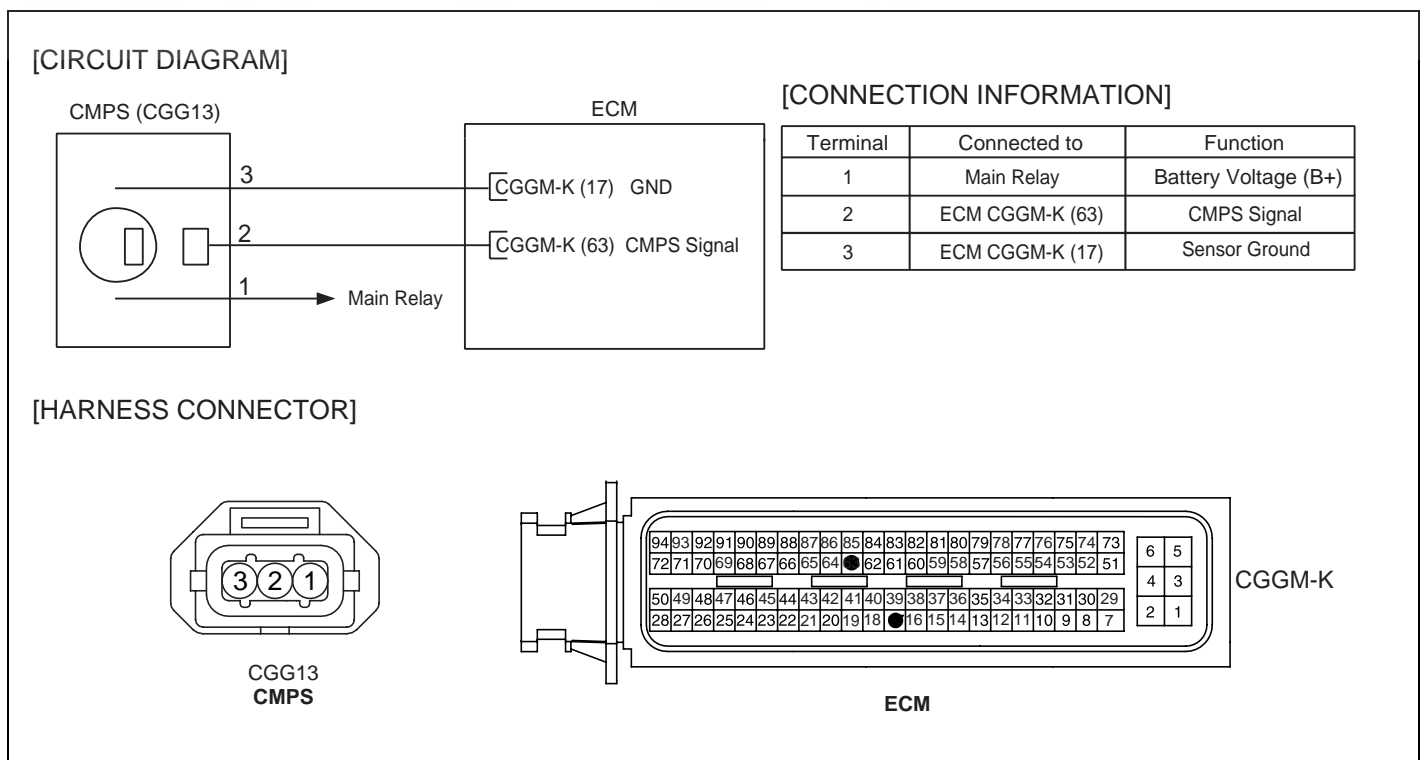 [CIRCUIT DIAGRAM]
CMPS (CGG13)
ECM
3
CGGM-K (17) GND
2
CGGM-K (63) CMPS Signal
1
Main Relay
[CONNECTION INFORMATION]
Terminal Connected to Function
1 Main Relay Battery Voltage (B+)
2 ECM CGGM-K (63) CMPS Signal
3 ECM CGGM-K (17) Sensor Ground
[HARNESS CONNECTOR]
3 2 1
CGG13
CMPS
94 93 92 91 90 89 88 87 86 85 84 83 82 81 80 79 78 77 76 75 74 73
72 71 70 69 68 67 66 65 64 62 61 60 59 58 57 56 55 54 53 52 51
50 49 48 47 46 45 44 43 42 41 40 39 38 37 36 35 34 33 32 31 30 29
28 27 26 25 24 23 22 21 20 19 18 16 15 14 13 12 11 10 9 8 7
6 5
4 3
2 1
CGGM-K
ECM